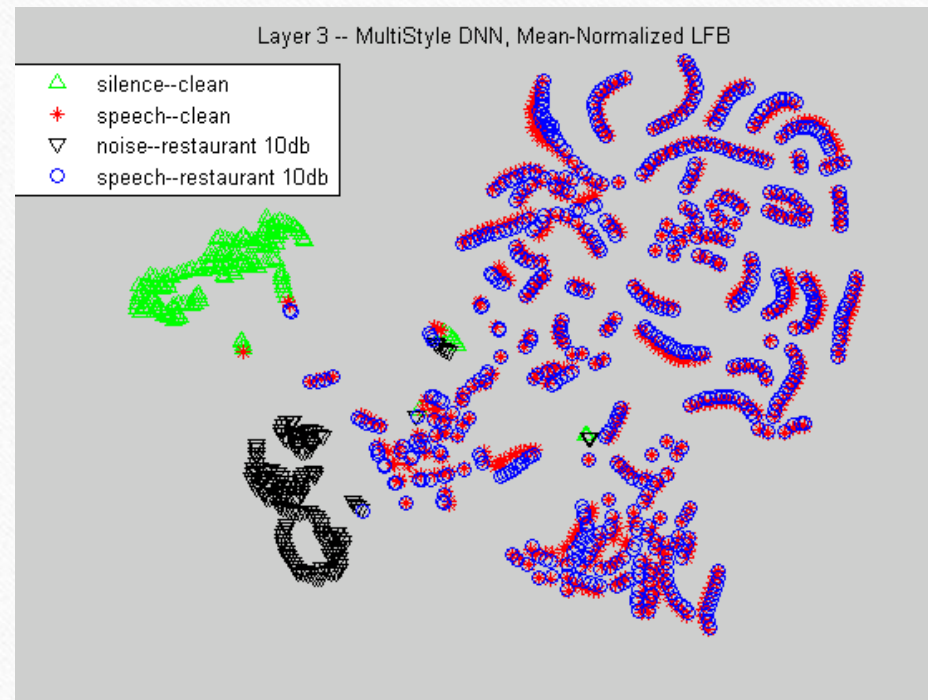 Layer 3 -- MultiStyle DNN, Mean-Normalized LFB
silence--clean
speech--clean
noise--restaurant 10db
speech--restaurant 10db